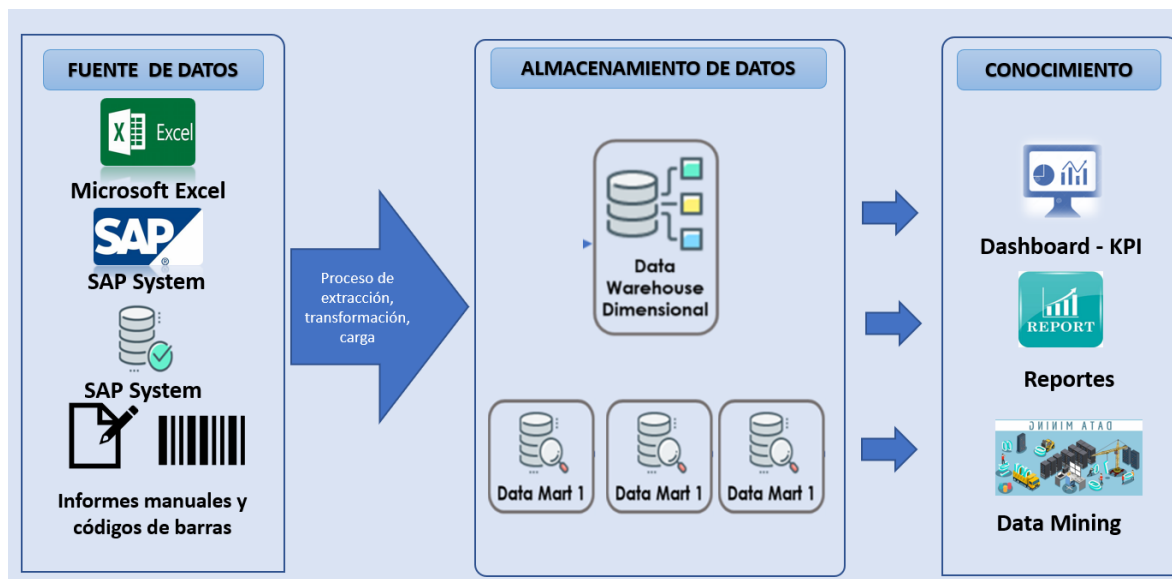 FUENTE DE DATOS
Excel
Microsoft Excel
SAP
®
SAP System
SAP System
Informes manuales y
códigos de barras
Proceso de
extracción,
transformación,
carga
ALMACENAMIENTO DE DATOS
Data
Warehouse
Dimensional
Data Mart 1
Data Mart 1
Data Mart 1
CONOCIMIENTO
Dashboard - KPI
REPORT
Reportes
DATA MINING
Data Mining